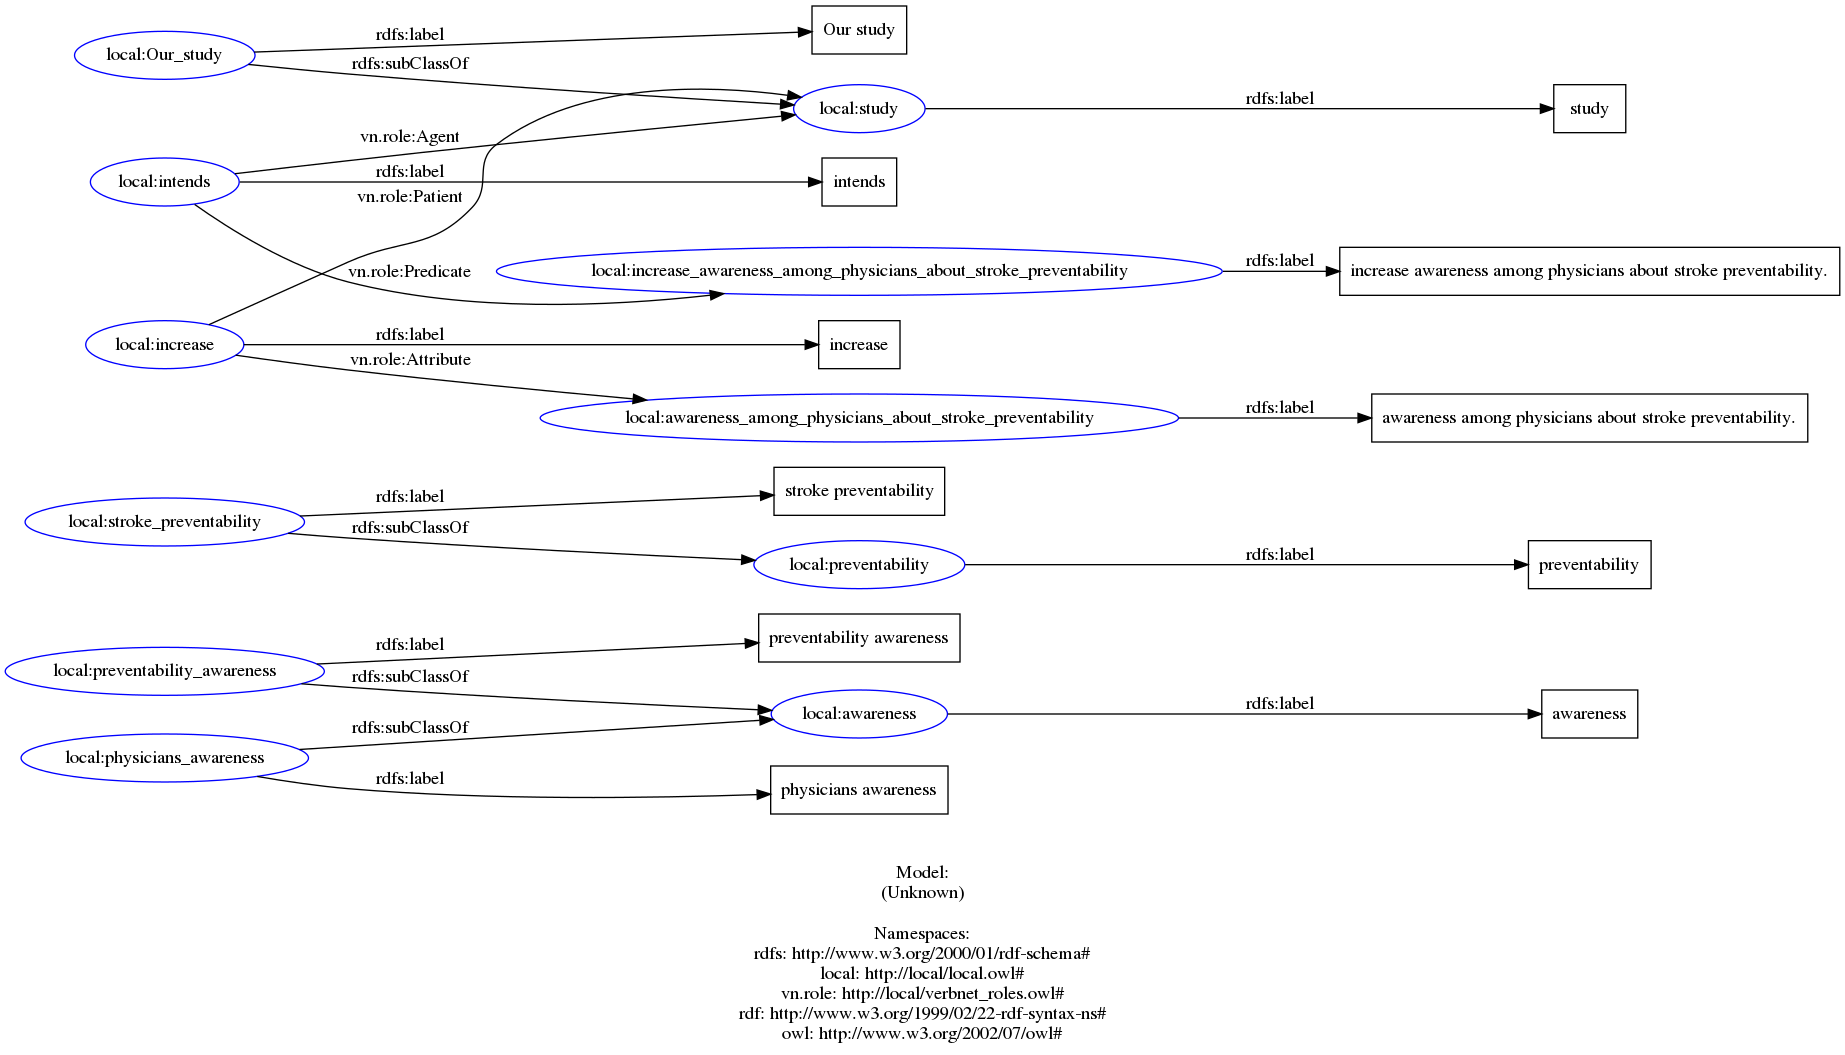 local:Our_study
rdfs:label
Our study
rdfs:subClassOf
local:study
rdfs:label
study
vn.role:Agent
local:intends
rdfs:label
intends
vn.role:Patient
vn.role:Predicate
local:increase_awareness_among_physicians_about_stroke_preventability
rdfs:label
increase awareness among physicians about stroke preventability.
local:increase
rdfs:label
increase
vn.role:Attribute
local:awareness_among_physicians_about_stroke_preventability
rdfs:label
awareness among physicians about stroke preventability.
local:stroke_preventability
rdfs:label
stroke preventability
rdfs:subClassOf
local:preventability
rdfs:label
preventability
local:preventability_awareness
rdfs:label
preventability awareness
rdfs:subClassOf
local:awareness
rdfs:label
awareness
rdfs:subClassOf
local:physicians_awareness
rdfs:label
physicians awareness
Model:
(Unknown)
Namespaces:
rdfs: http://www.w3.org/2000/01/rdf-schema#
local: http://local/local.owl#
vn.role: http://local/verbnet_roles.owl#
rdf: http://www.w3.org/1999/02/22-rdf-syntax-ns#
owl: http://www.w3.org/2002/07/owl#